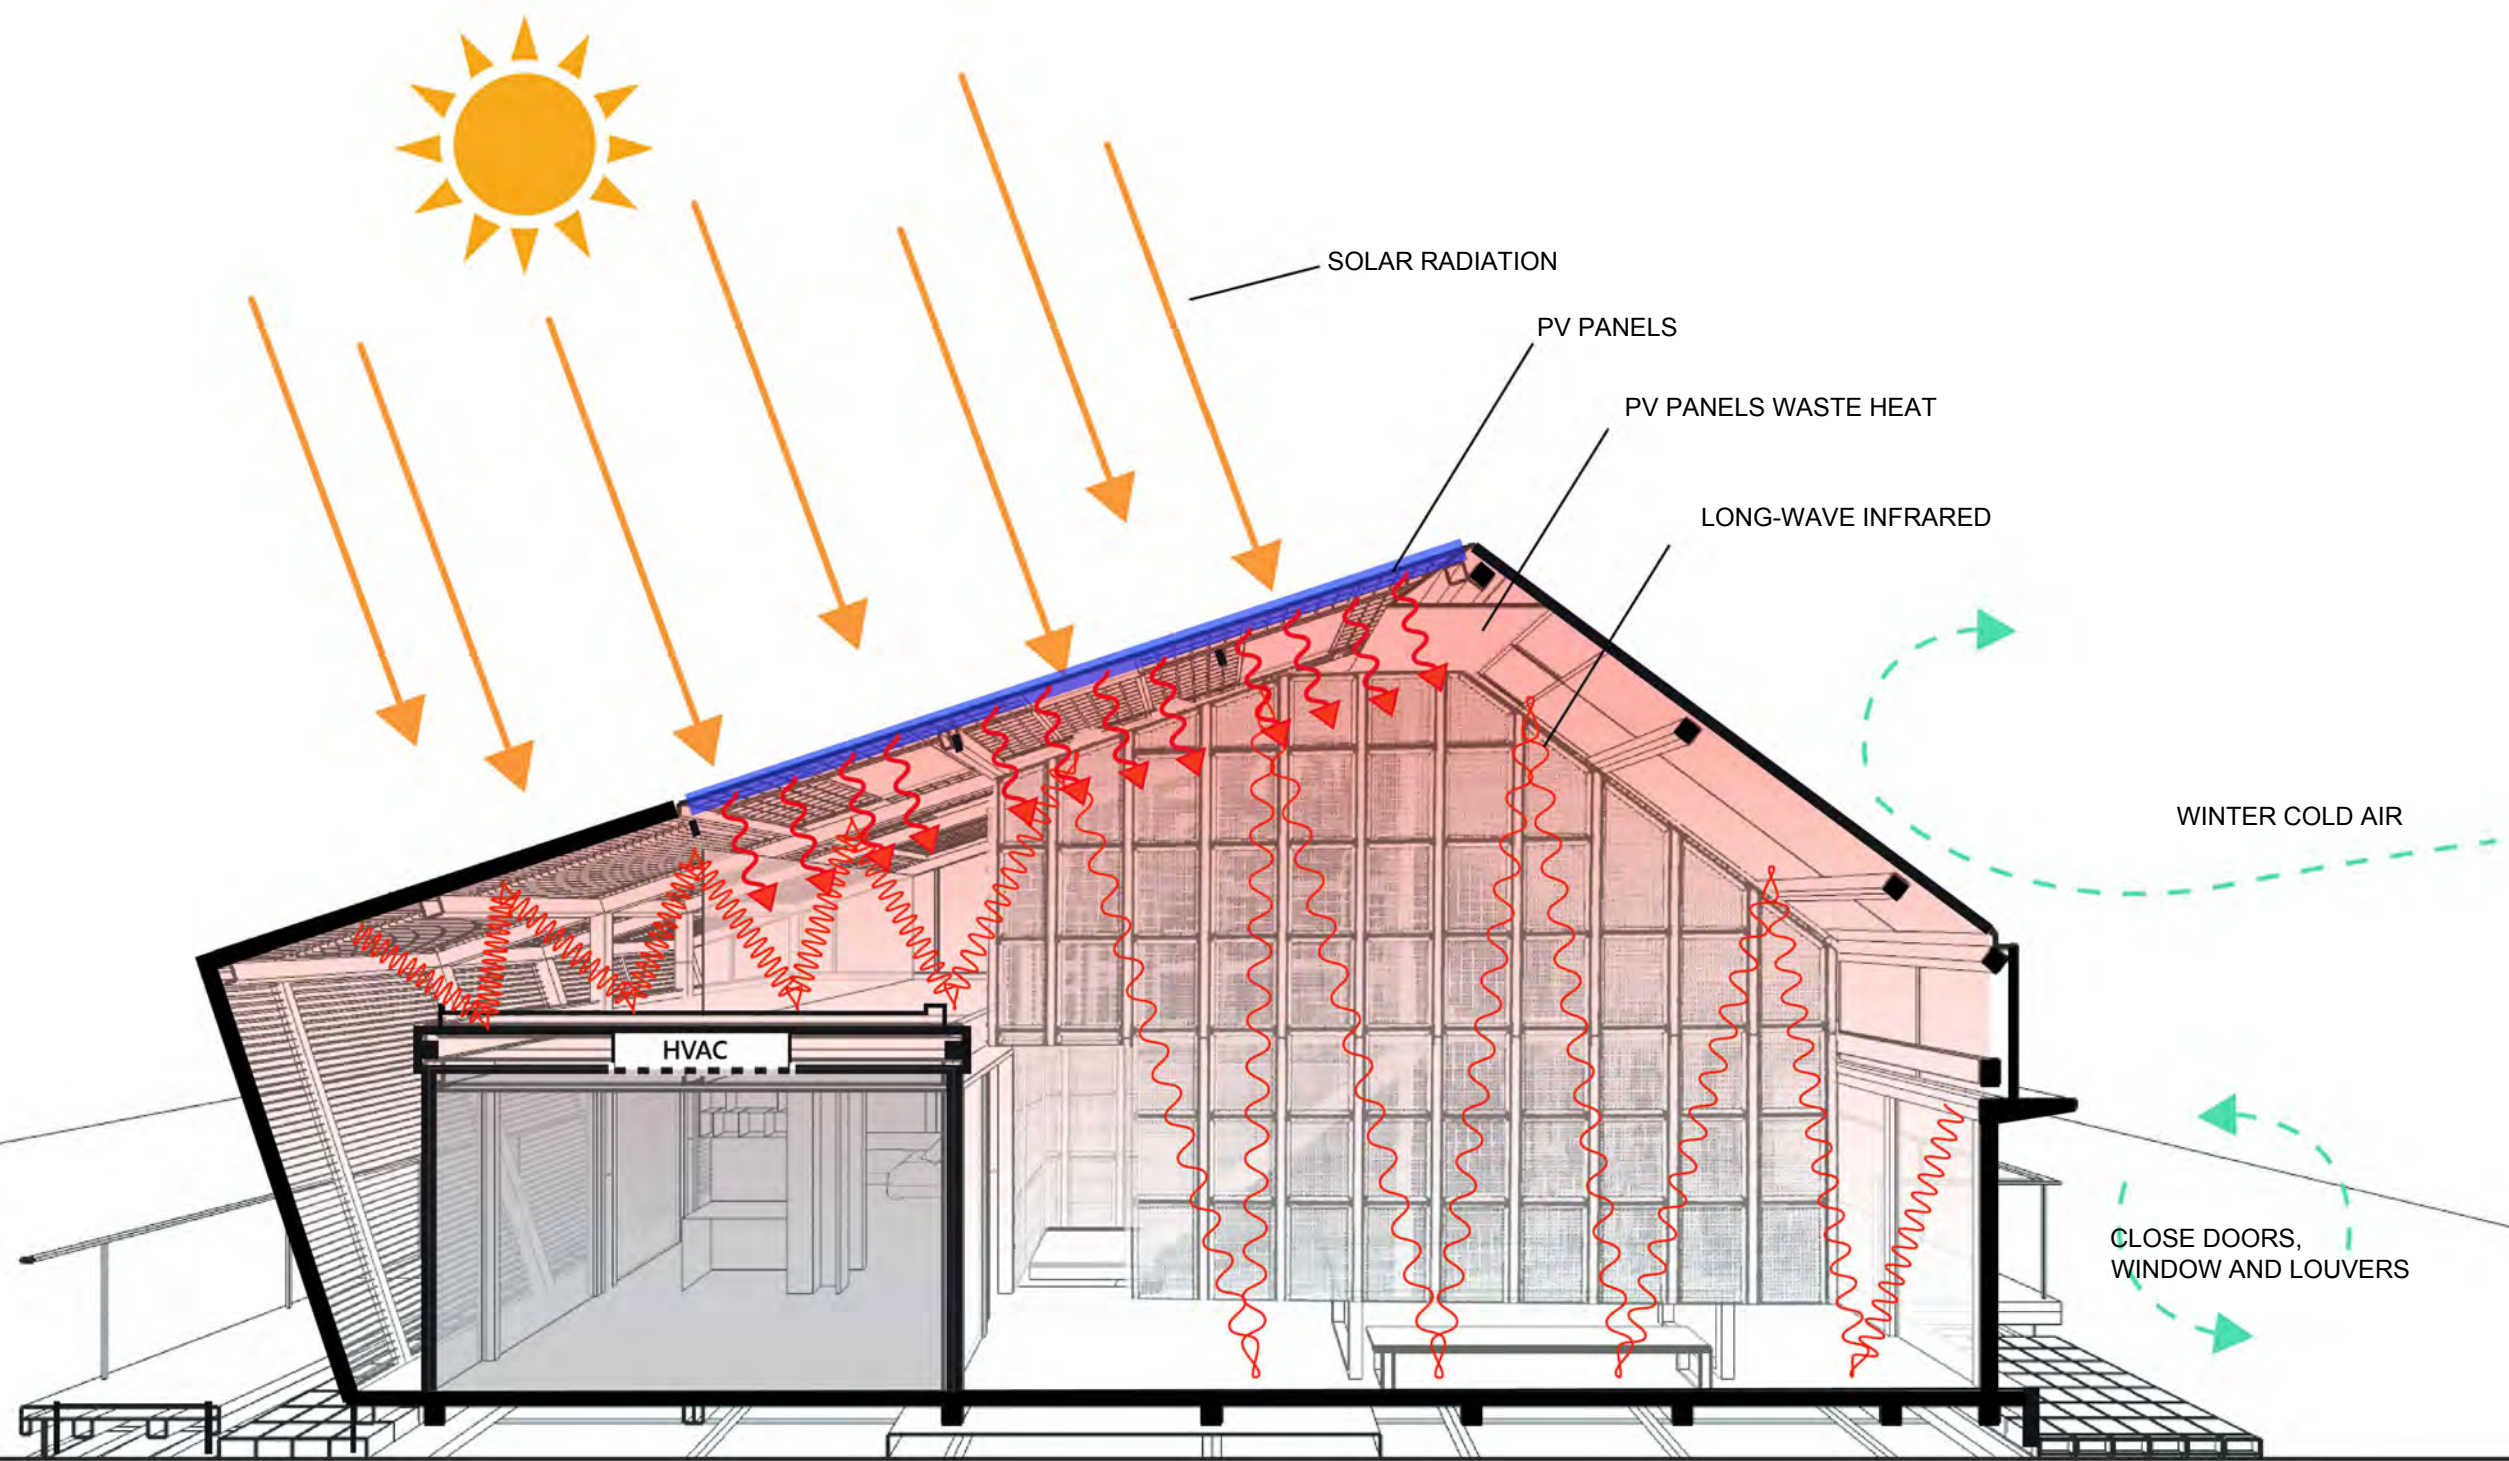 SOLAR RADIATION
PV PANELS
PV PANELS WASTE HEAT
LONG-WAVE INFRARED
WINTER COLD AIR
HVAC
CLOSE DOORS,
WINDOW AND LOUVERS